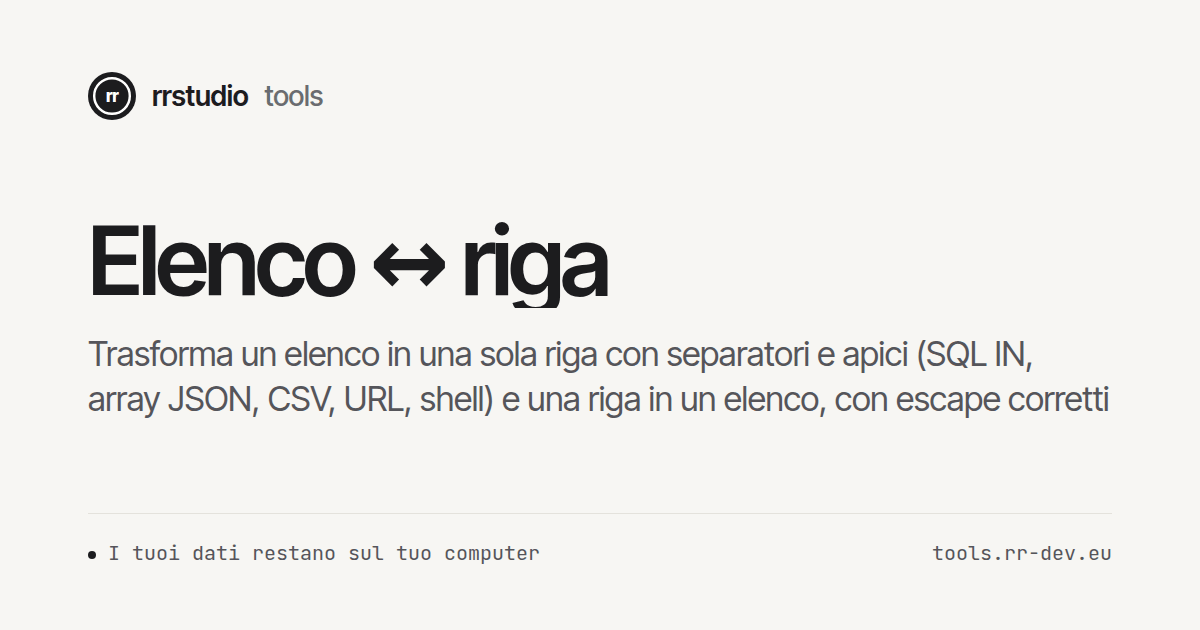 rr rrstudio tools
Elenco ↔ riga
Trasforma un elenco in una sola riga con separatori e apici (SQL IN,
array JSON, CSV, URL, shell) e una riga in un elenco, con escape corretti
• I tuoi dati restano sul tuo computer
tools.rr-dev.eu